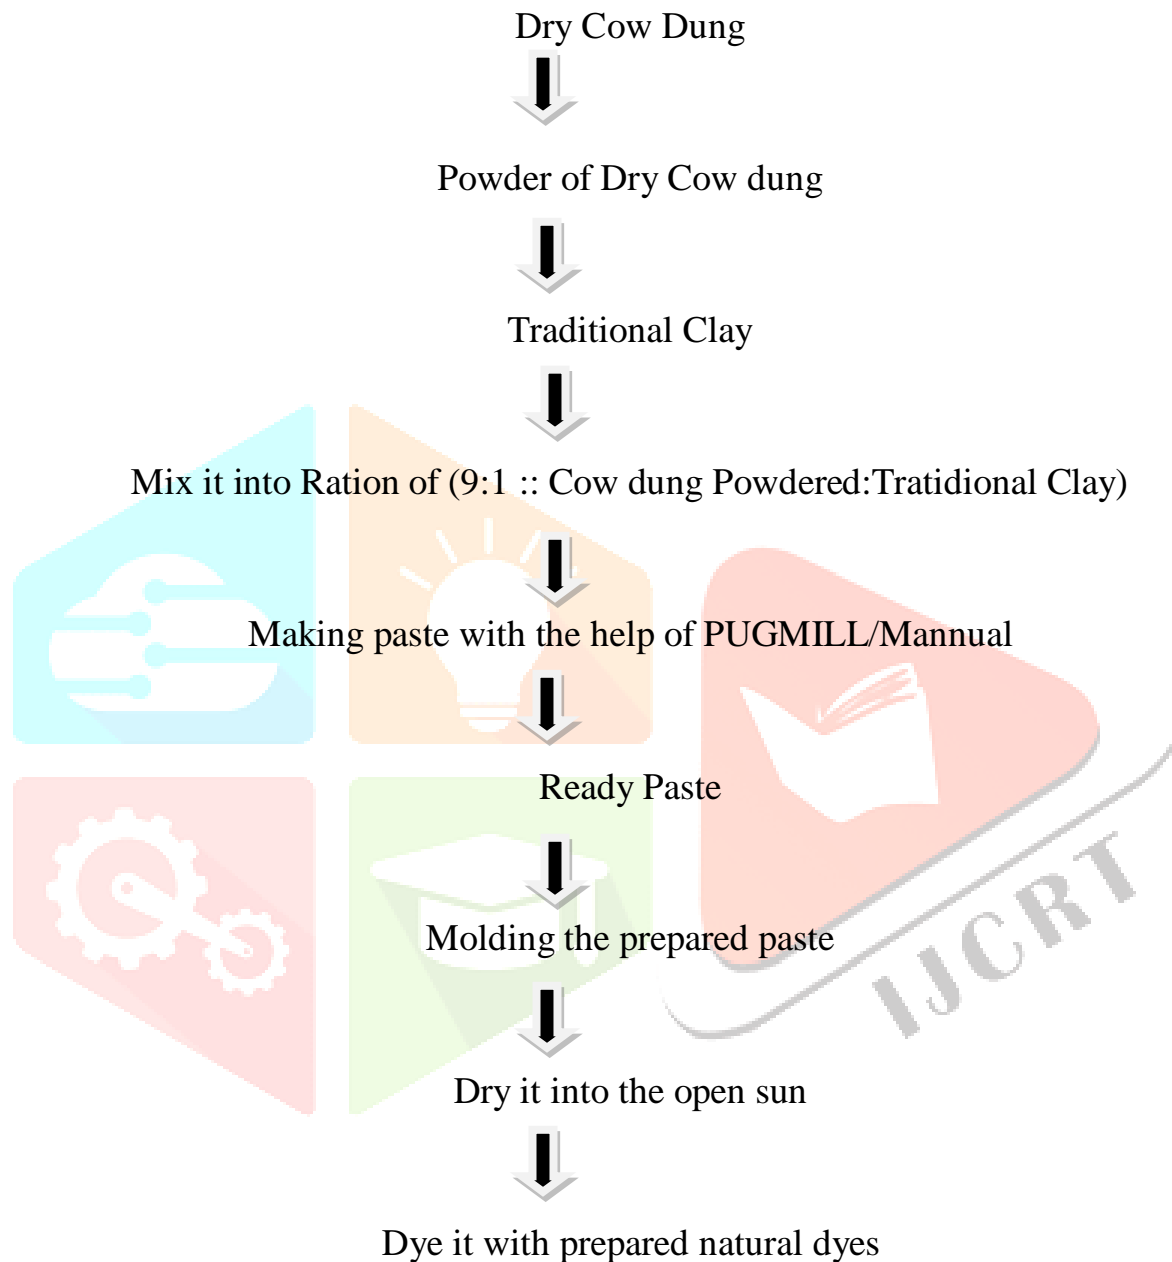 Dry Cow Dung
Powder of Dry Cow dung
Traditional Clay
Mix it into Ration of (9:1 :: Cow dung Powdered:Tratidional Clay)
Making paste with the help of PUGMILL/Mannual
Ready Paste
Molding the prepared paste
IJCRT
Dry it into the open sun
Dye it with prepared natural dyes